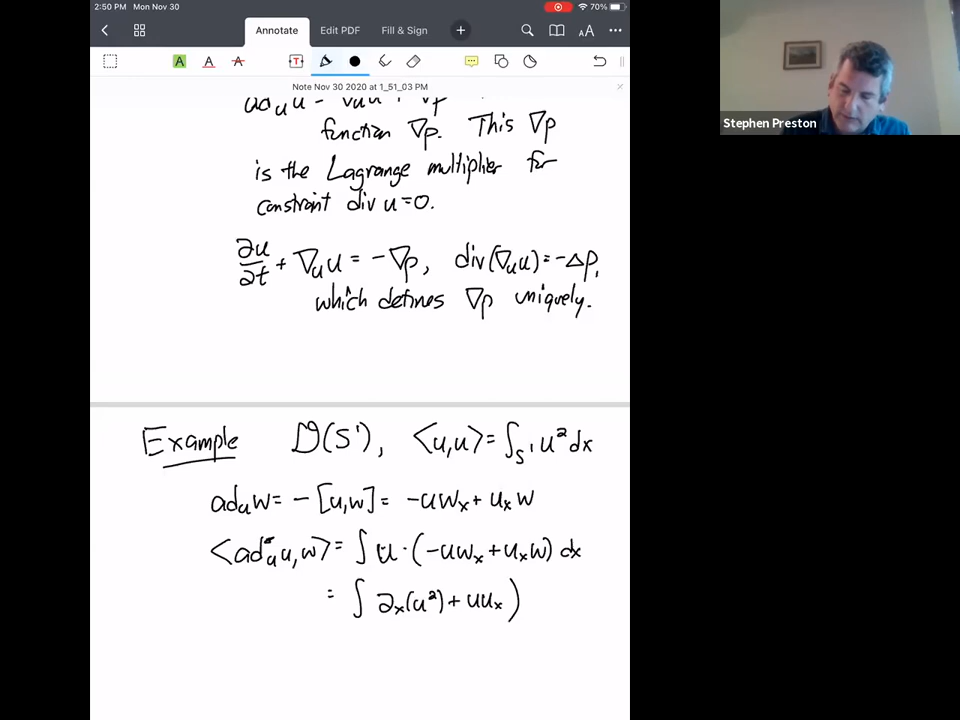 2:50 PM Mon Nov 30
70%
Annotate Edit PDF Fill & Sign
Note Nov 30 2020 at 1_51_03 PM
function ∇p. This ∇p
is the Lagrange multiplier for
constraint div u=0.
∂u/∂t + ∇ᵤu = -∇p, div(∇ᵤu) = -Δp,
which defines ∇p uniquely.
Example D(S¹), <u,u> = ∫_S¹ u² dx
adᵤw = -[u,w] = -uwₓ + uₓw
<ad*ᵤu,w> = ∫ u·(-uwₓ+uₓw) dx
= ∫ ∂ₓ(u²) + uuₓ)
Stephen Preston